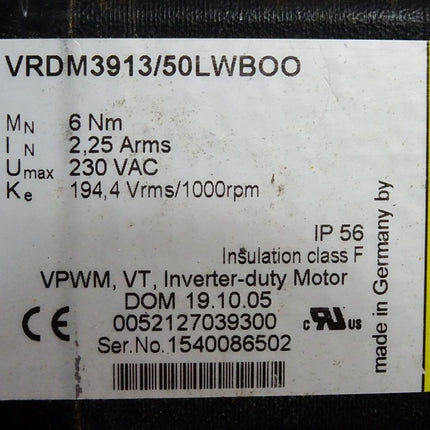 VRDM3913/50LWBOO
MN 6 Nm
IN 2,25 Arms
Umax 230 VAC
Ke 194,4 Vrms/1000rpm
IP 56
Insulation class F
VPWM, VT, Inverter-duty Motor
DOM 19.10.05
CE 0052127039300 c RU US
Ser.No.1540086502
made in Germany by